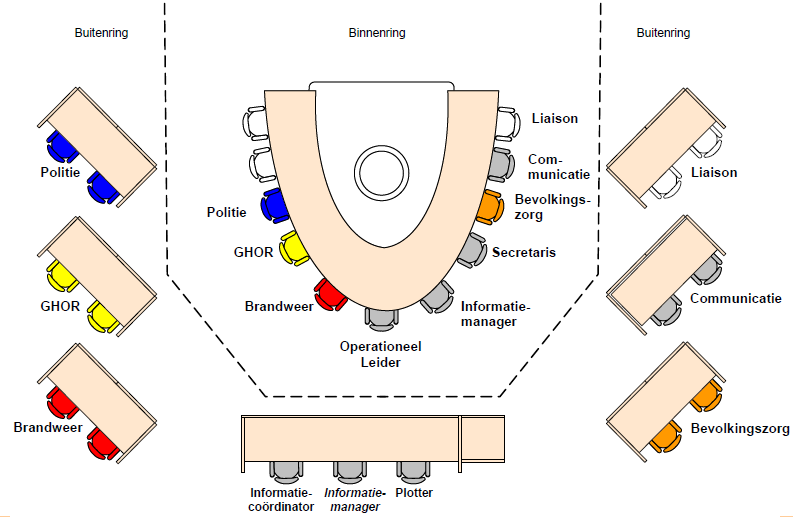 Buitenring
Binnenring
Buitenring
Politie
GHOR
Brandweer
Politie
GHOR
Brandweer
Operationeel
Leider
Informatie-
manager
Secretaris
Bevolkings-
zorg
Com-
municatie
Liaison
Liaison
Communicatie
Bevolkingszorg
Informatie-
coördinator
Informatie-
manager
Plotter